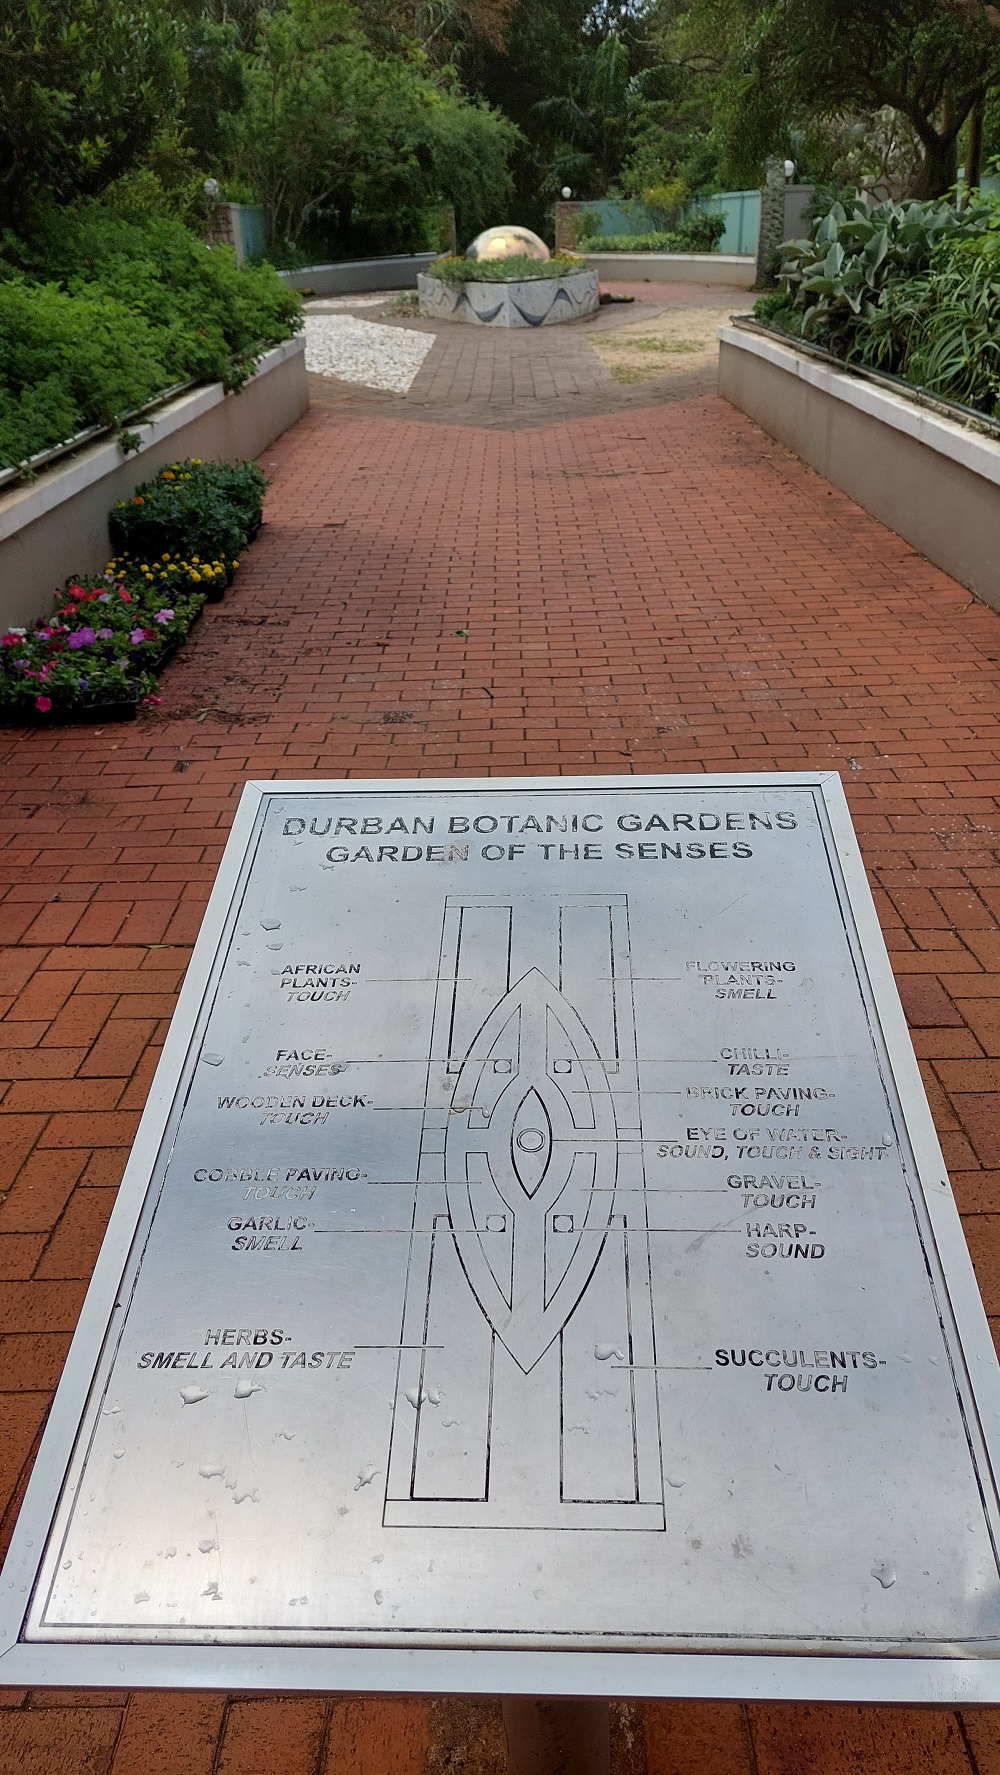 DURBAN BOTANIC GARDENS
GARDEN OF THE SENSES
AFRICAN
PLANTS-
TOUCH
FLOWERING
PLANTS-
SMELL
FACE-
SENSES
CHILLI-
TASTE
WOODEN DECK-
TOUCH
BRICK PAVING-
TOUCH
EYE OF WATER-
SOUND, TOUCH & SIGHT
COBBLE PAVING-
TOUCH
GRAVEL-
TOUCH
GARLIC-
SMELL
HARP-
SOUND
HERBS-
SMELL AND TASTE
SUCCULENTS-
TOUCH